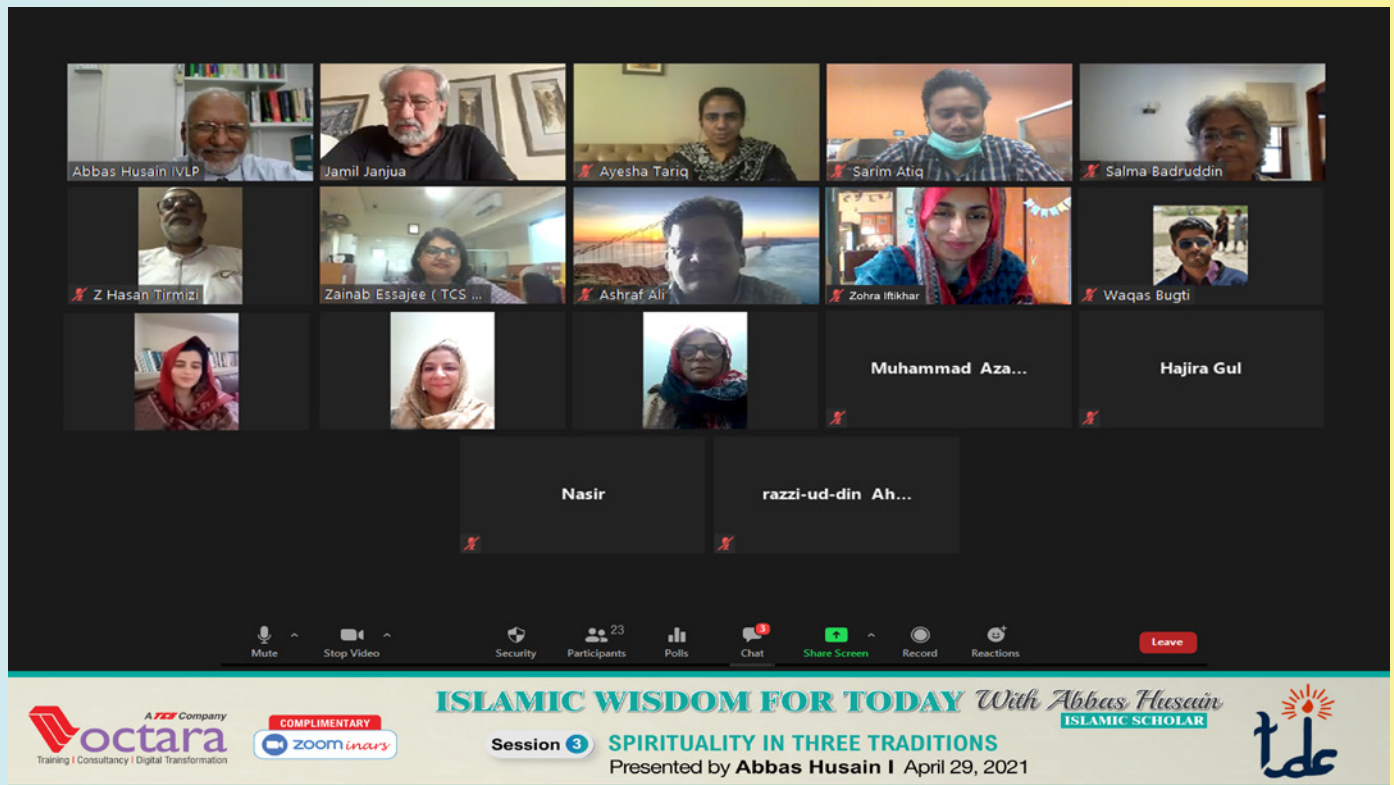 Abbas Husain IVLP
Jamil Janjua
Ayesha Tariq
Sarim Atiq
Salma Badruddin
Z Hasan Tirmizi
Zainab Essajee ( TCS ...
Ashraf Ali
Zohra Iftikhar
Waqas Bugti
Muhammad Aza...
Hajira Gul
Nasir
razzi-ud-din Ah...
Mute
Stop Video
Security
23
Participants
Polls
3
Chat
Share Screen
Record
Reactions
Leave
A TCS Company
octara
Training I Consultancy I Digital Transformation
COMPLIMENTARY
zoominars
ISLAMIC WISDOM FOR TODAY With Abbas Husain
ISLAMIC SCHOLAR
Session 3 SPIRITUALITY IN THREE TRADITIONS
Presented by Abbas Husain I April 29, 2021
tdc